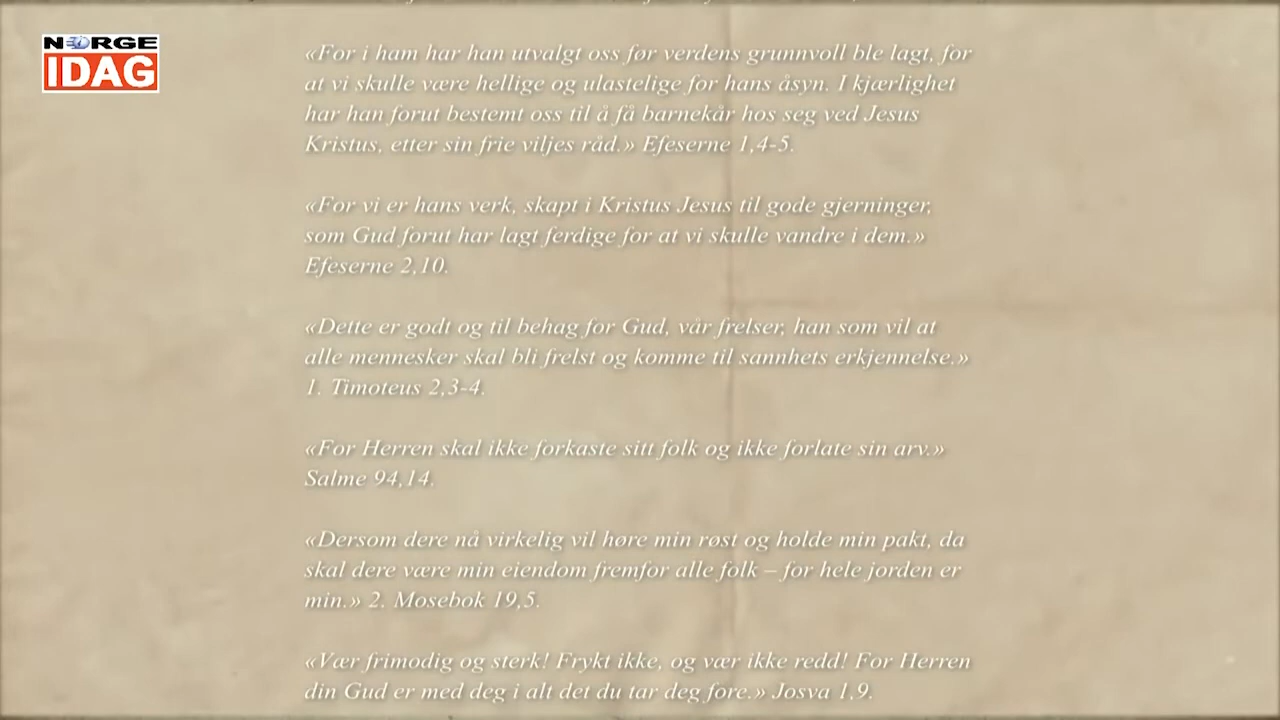 NORGE
IDAG
«For i ham har han utvalgt oss før verdens grunnvoll ble lagt, for
at vi skulle være hellige og ulastelige for hans åsyn. I kjærlighet
har han forut bestemt oss til å få barnekår hos seg ved Jesus
Kristus, etter sin frie viljes råd.» Efeserne 1,4-5.
«For vi er hans verk, skapt i Kristus Jesus til gode gjerninger,
som Gud forut har lagt ferdige for at vi skulle vandre i dem.»
Efeserne 2,10.
«Dette er godt og til behag for Gud, vår frelser, han som vil at
alle mennesker skal bli frelst og komme til sannhets erkjennelse.»
1. Timoteus 2,3-4.
«For Herren skal ikke forkaste sitt folk og ikke forlate sin arv.»
Salme 94,14.
«Dersom dere nå virkelig vil høre min røst og holde min pakt, da
skal dere være min eiendom fremfor alle folk – for hele jorden er
min.» 2. Mosebok 19,5.
«Vær frimodig og sterk! Frykt ikke, og vær ikke redd! For Herren
din Gud er med deg i alt det du tar deg fore.» Josva 1,9.